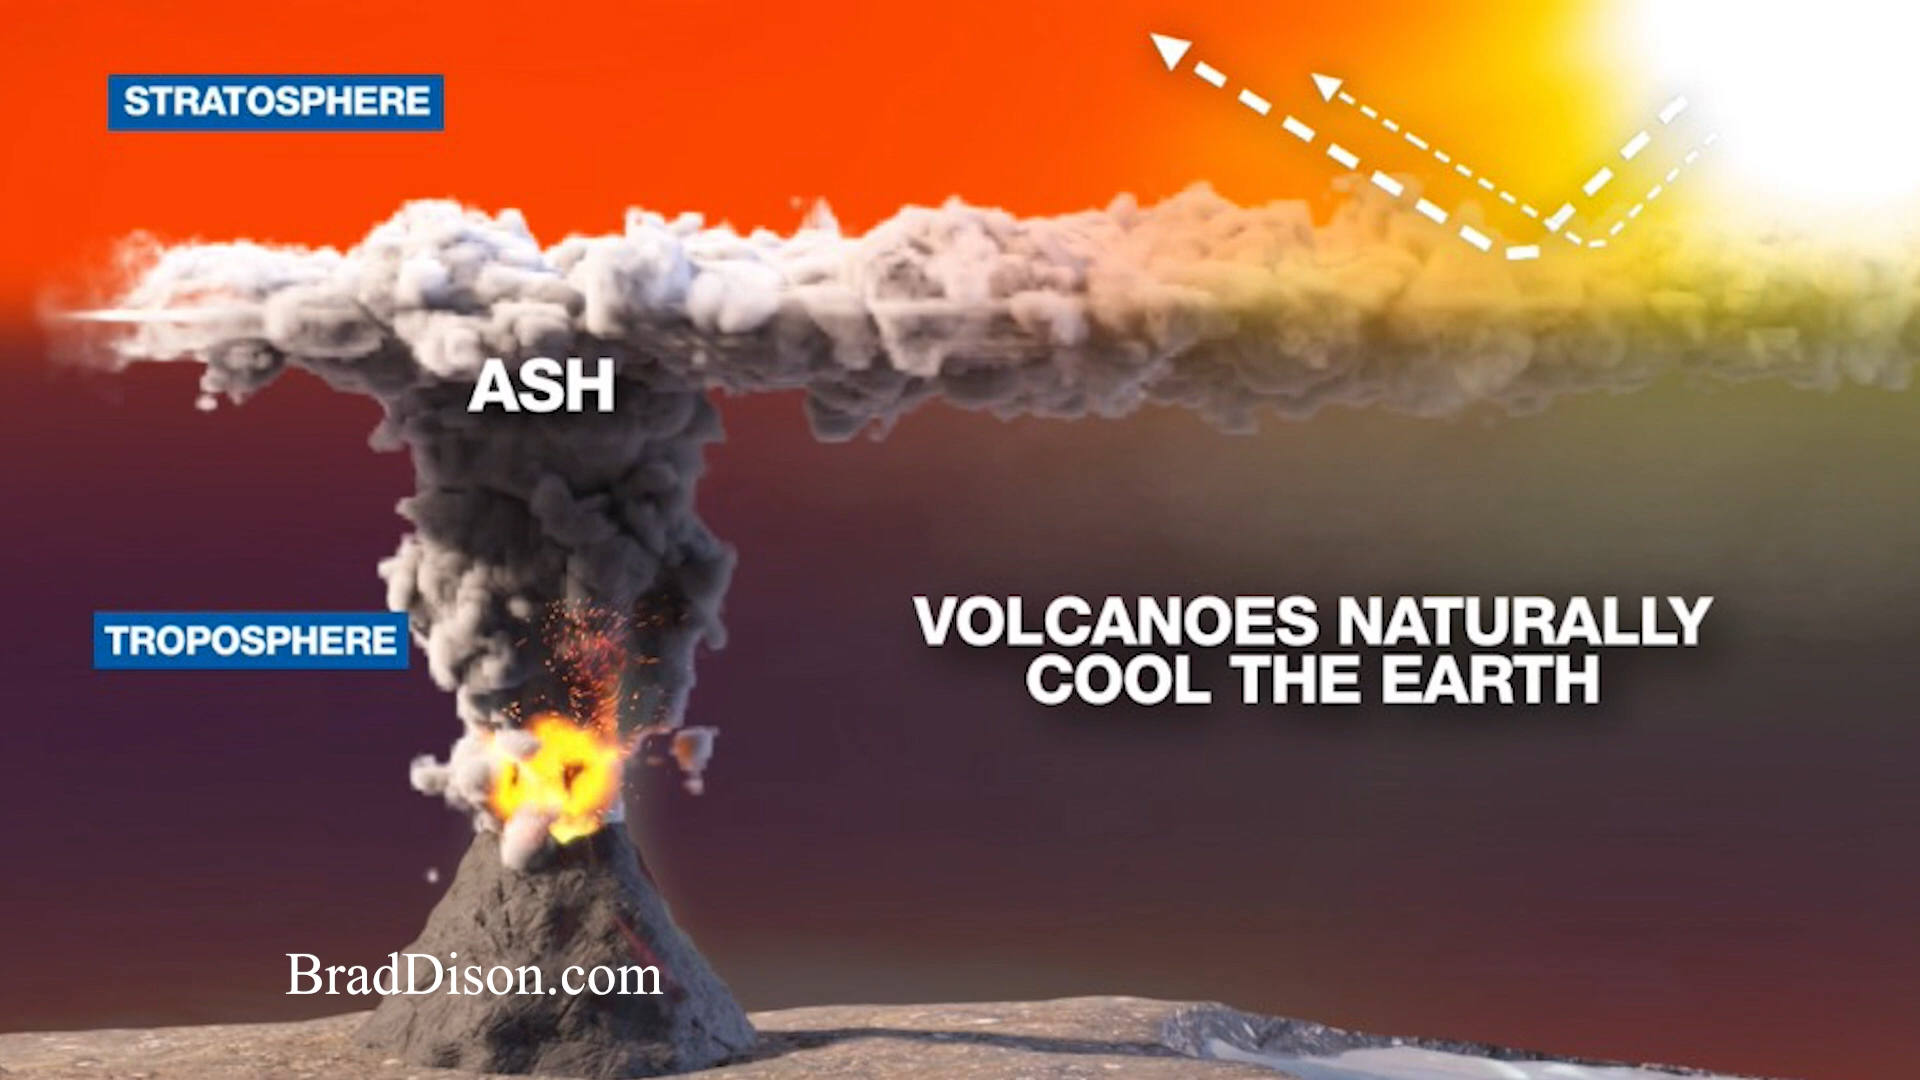 STRATOSPHERE
ASH
TROPOSPHERE
VOLCANOES NATURALLY
COOL THE EARTH
BradDison.com